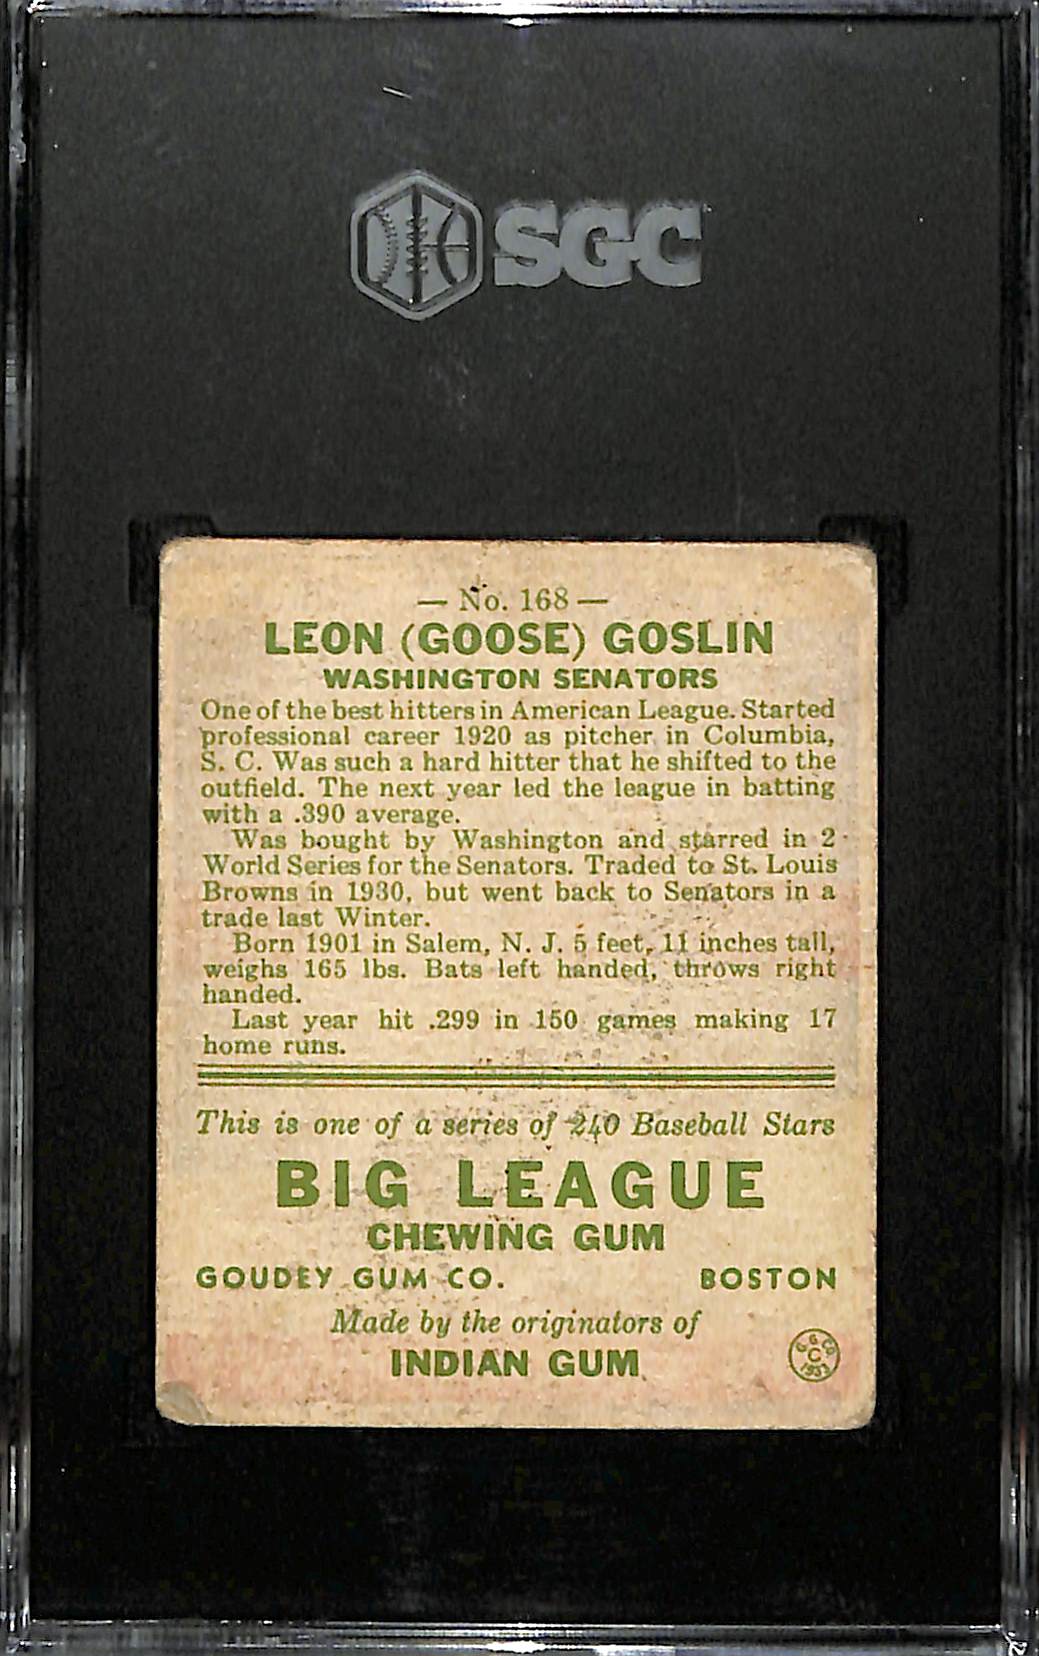 SGC
— No. 168 —
LEON (GOOSE) GOSLIN
WASHINGTON SENATORS
One of the best hitters in American League. Started
professional career 1920 as pitcher in Columbia,
S. C. Was such a hard hitter that he shifted to the
outfield. The next year led the league in batting
with a .390 average.
Was bought by Washington and starred in 2
World Series for the Senators. Traded to St. Louis
Browns in 1930, but went back to Senators in a
trade last Winter.
Born 1901 in Salem, N. J. 5 feet, 11 inches tall,
weighs 165 lbs. Bats left handed, throws right
handed.
Last year hit .299 in 150 games making 17
home runs.
This is one of a series of 240 Baseball Stars
BIG LEAGUE
CHEWING GUM
GOUDEY GUM CO. BOSTON
Made by the originators of
INDIAN GUM
G. G. Co.
C
1933